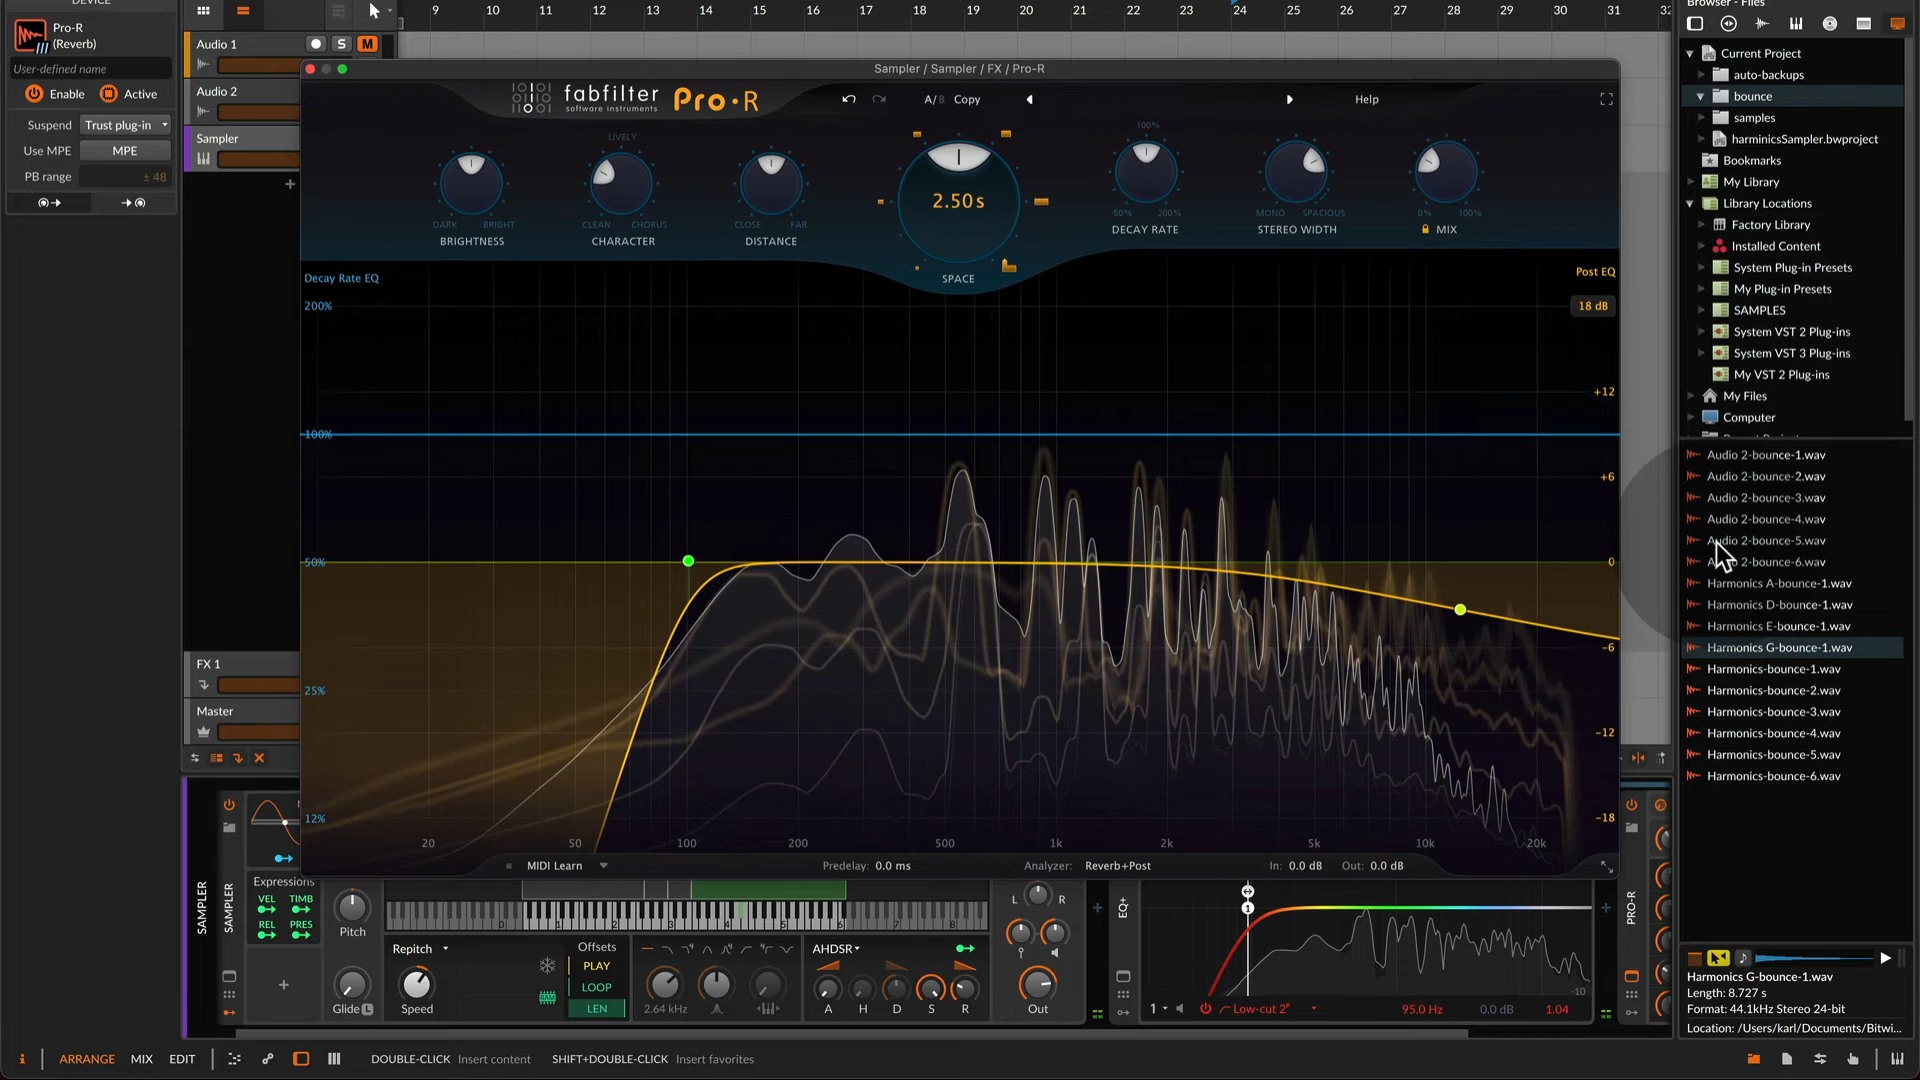 DEVICE
Pro-R
(Reverb)
User-defined name
Enable
Active
Suspend
Trust plug-in
Use MPE
MPE
PB range
± 48
9 10 11 12 13 14 15 16 17 18 19 20 21 22 23 24 25 26 27 28 29 30 31 32
Audio 1
S
M
Audio 2
Sampler
+
FX 1
Master
Sampler / Sampler / FX / Pro-R
fabfilter
software instruments
Pro·R
A/B
Copy
Help
LIVELY
DARK
BRIGHT
BRIGHTNESS
CLEAN
CHORUS
CHARACTER
CLOSE
FAR
DISTANCE
2.50s
SPACE
100%
50%
200%
DECAY RATE
MONO
SPACIOUS
STEREO WIDTH
0%
100%
MIX
Decay Rate EQ
200%
100%
50%
25%
12%
Post EQ
18 dB
+12
+6
0
-6
-12
-18
20 50 100 200 500 1k 2k 5k 10k 20k
MIDI Learn
Predelay: 0.0 ms
Analyzer: Reverb+Post
In: 0.0 dB
Out: 0.0 dB
Browser - Files
Current Project
auto-backups
bounce
samples
harminicsSampler.bwproject
Bookmarks
My Library
Library Locations
Factory Library
Installed Content
System Plug-in Presets
My Plug-in Presets
SAMPLES
System VST 2 Plug-ins
System VST 3 Plug-ins
My VST 2 Plug-ins
My Files
Computer
Audio 2-bounce-1.wav
Audio 2-bounce-2.wav
Audio 2-bounce-3.wav
Audio 2-bounce-4.wav
Audio 2-bounce-5.wav
2-bounce-6.wav
Harmonics A-bounce-1.wav
Harmonics D-bounce-1.wav
Harmonics E-bounce-1.wav
Harmonics G-bounce-1.wav
Harmonics-bounce-1.wav
Harmonics-bounce-2.wav
Harmonics-bounce-3.wav
Harmonics-bounce-4.wav
Harmonics-bounce-5.wav
Harmonics-bounce-6.wav
Harmonics G-bounce-1.wav
Length: 8.727 s
Format: 44.1kHz Stereo 24-bit
Location: /Users/karl/Documents/Bitwi...
SAMPLER
SAMPLER
Expressions
VEL
TIMB
REL
PRES
Pitch
Glide
L
Repitch
Speed
Offsets
PLAY
LOOP
LEN
2.64 kHz
AHDSR
A
H
D
S
R
L
R
Out
EQ+
1
1
Low-cut 2
95.0 Hz
0.0 dB
1.04
-10
PRO-R
i
ARRANGE
MIX
EDIT
DOUBLE-CLICK Insert content
SHIFT+DOUBLE-CLICK Insert favorites